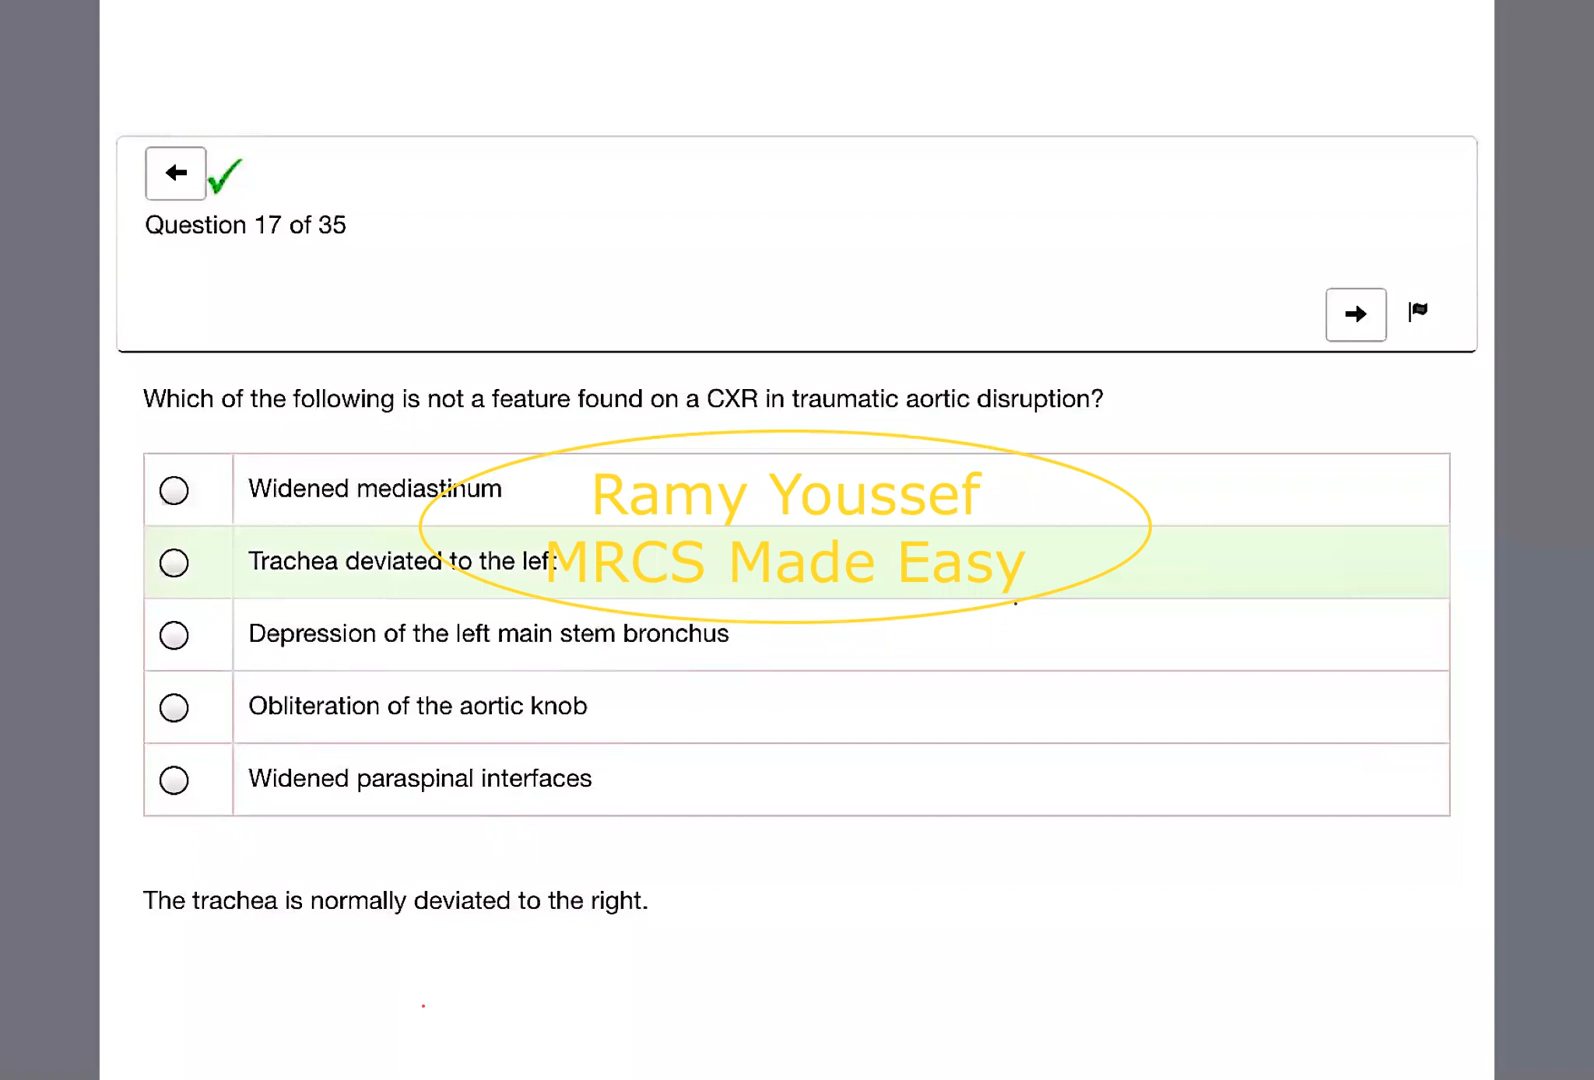 Question 17 of 35
Which of the following is not a feature found on a CXR in traumatic aortic disruption?
Widened mediastinum
Ramy Youssef
Trachea deviated to the left
MRCS Made Easy
Depression of the left main stem bronchus
Obliteration of the aortic knob
Widened paraspinal interfaces
The trachea is normally deviated to the right.